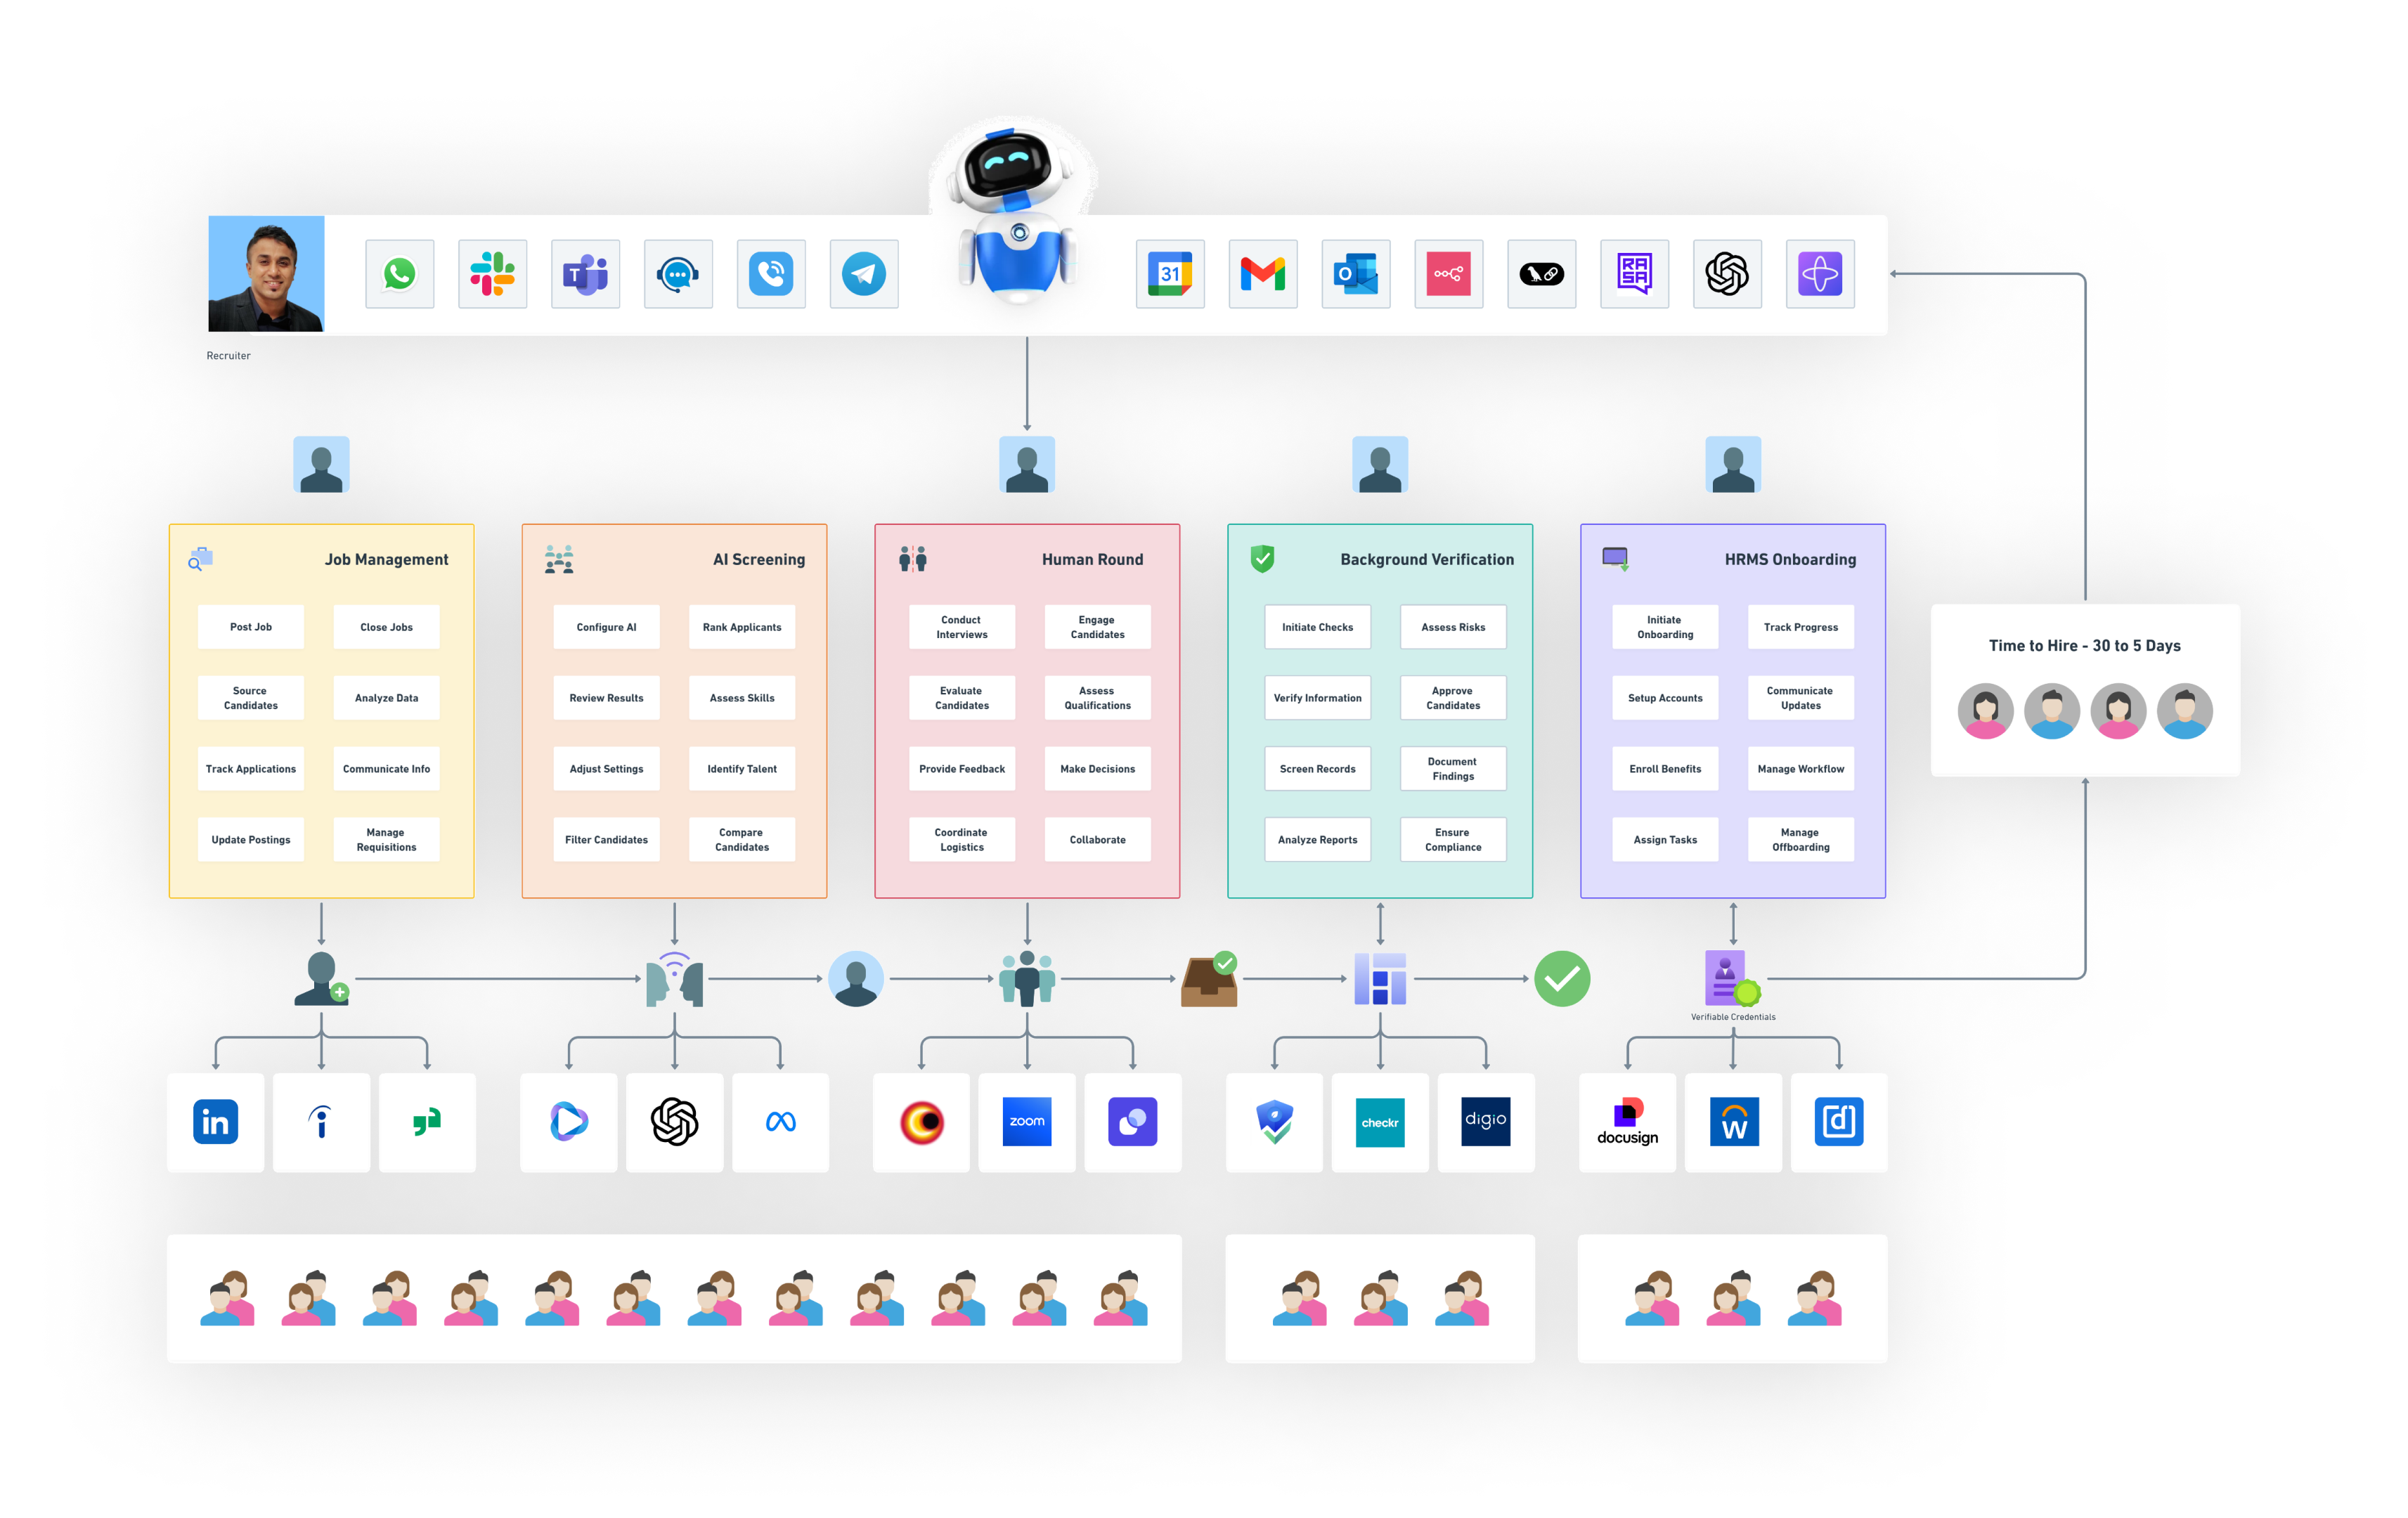 T
31
O
RA
SA
Recruiter
Job Management
Post Job
Close Jobs
Source
Candidates
Analyze Data
Track Applications
Communicate Info
Update Postings
Manage
Requisitions
AI Screening
Configure AI
Rank Applicants
Review Results
Assess Skills
Adjust Settings
Identify Talent
Filter Candidates
Compare
Candidates
Human Round
Conduct
Interviews
Engage
Candidates
Evaluate
Candidates
Assess
Qualifications
Provide Feedback
Make Decisions
Coordinate
Logistics
Collaborate
Background Verification
Initiate Checks
Assess Risks
Verify Information
Approve
Candidates
Screen Records
Document
Findings
Analyze Reports
Ensure
Compliance
HRMS Onboarding
Initiate
Onboarding
Track Progress
Setup Accounts
Communicate
Updates
Enroll Benefits
Manage Workflow
Assign Tasks
Manage
Offboarding
Time to Hire - 30 to 5 Days
Verifiable Credentials
in
i
zoom
checkr
digio
docusign
W
d